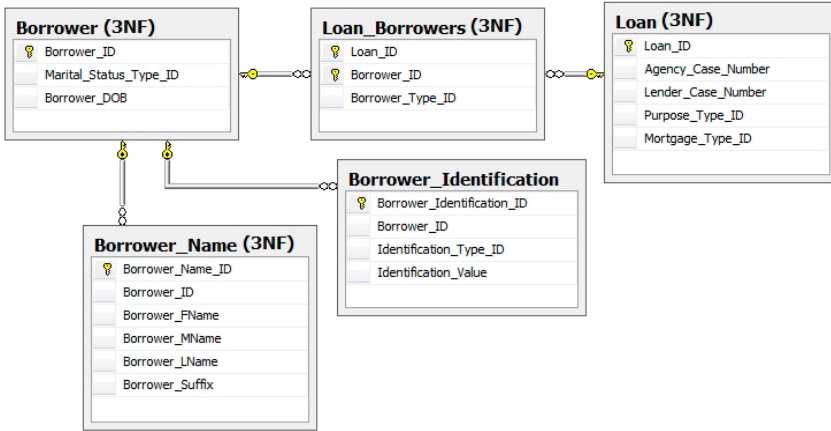 Borrower (3NF)
Borrower_ID
Marital_Status_Type_ID
Borrower_DOB
Loan_Borrowers (3NF)
Loan_ID
Borrower_ID
Borrower_Type_ID
Loan (3NF)
Loan_ID
Agency_Case_Number
Lender_Case_Number
Purpose_Type_ID
Mortgage_Type_ID
Borrower_Identification
Borrower_Identification_ID
Borrower_ID
Identification_Type_ID
Identification_Value
Borrower_Name (3NF)
Borrower_Name_ID
Borrower_ID
Borrower_FName
Borrower_MName
Borrower_LName
Borrower_Suffix